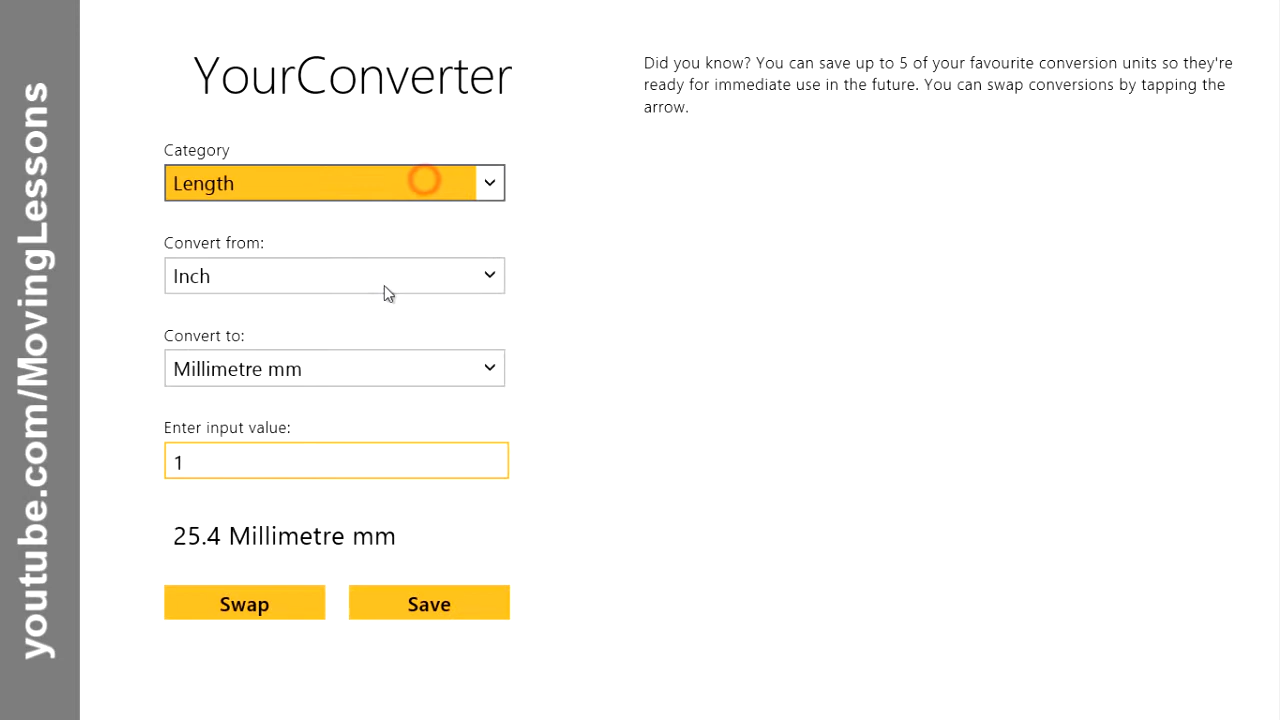 youtube.com/MovingLessons
YourConverter
Did you know? You can save up to 5 of your favourite conversion units so they're
ready for immediate use in the future. You can swap conversions by tapping the
arrow.
Category
Length
Convert from:
Inch
Convert to:
Millimetre mm
Enter input value:
1
25.4 Millimetre mm
Swap
Save